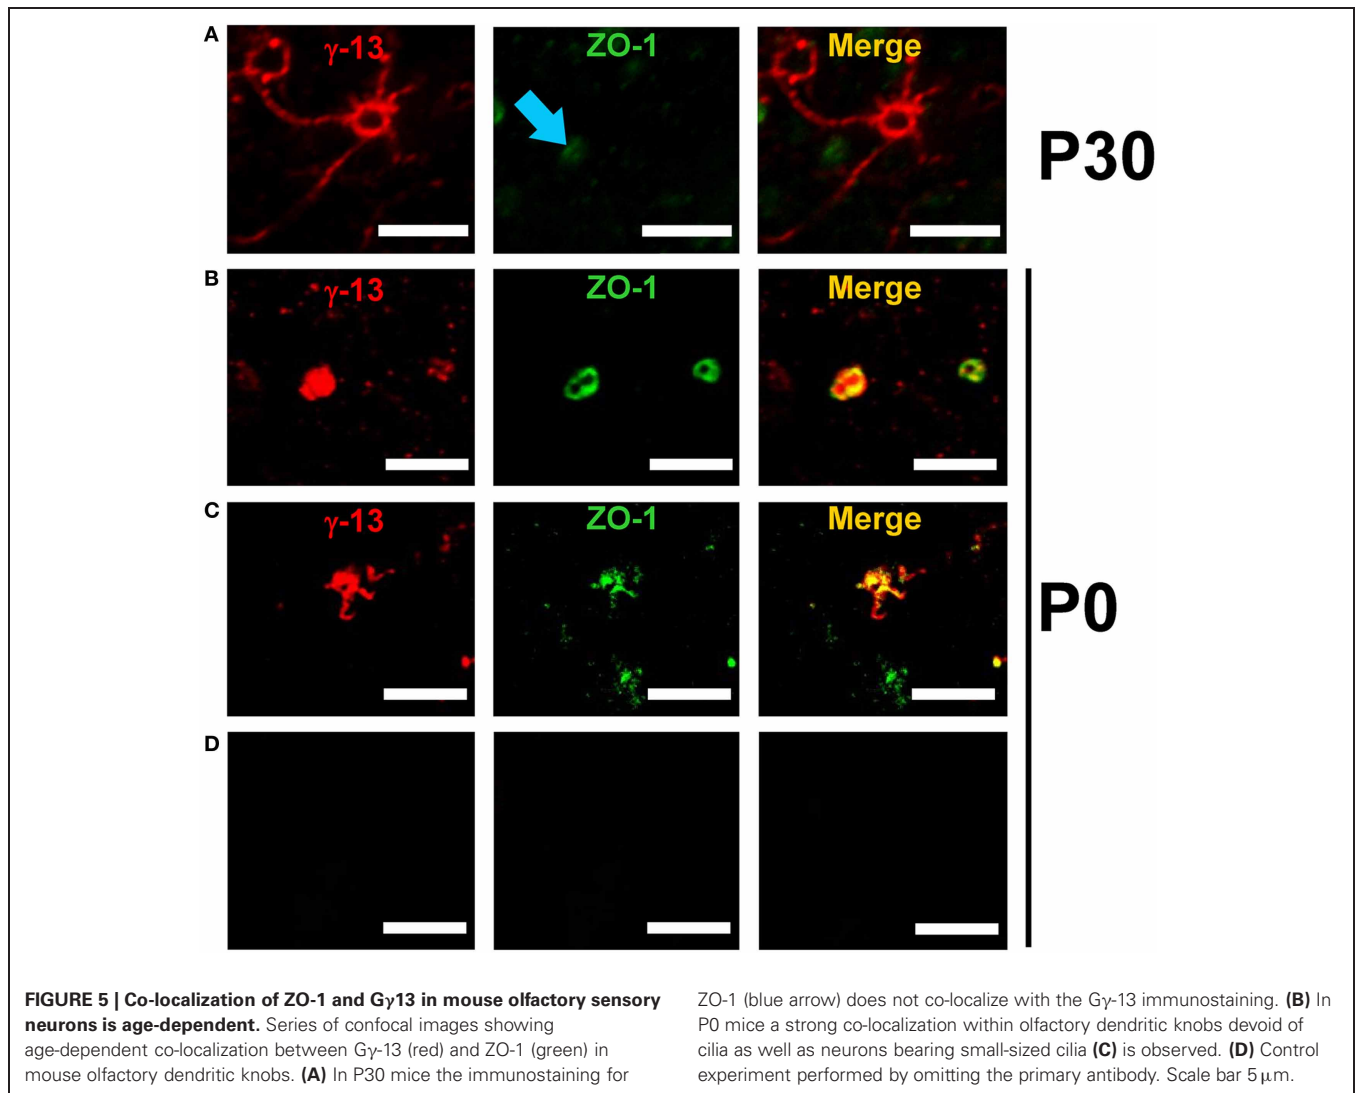 A
γ-13
ZO-1
Merge
P30
B
γ-13
ZO-1
Merge
C
γ-13
ZO-1
Merge
P0
D
FIGURE 5 | Co-localization of ZO-1 and Gγ13 in mouse olfactory sensory
neurons is age-dependent. Series of confocal images showing
age-dependent co-localization between Gγ-13 (red) and ZO-1 (green) in
mouse olfactory dendritic knobs. (A) In P30 mice the immunostaining for
ZO-1 (blue arrow) does not co-localize with the Gγ-13 immunostaining. (B) In
P0 mice a strong co-localization within olfactory dendritic knobs devoid of
cilia as well as neurons bearing small-sized cilia (C) is observed. (D) Control
experiment performed by omitting the primary antibody. Scale bar 5 μm.